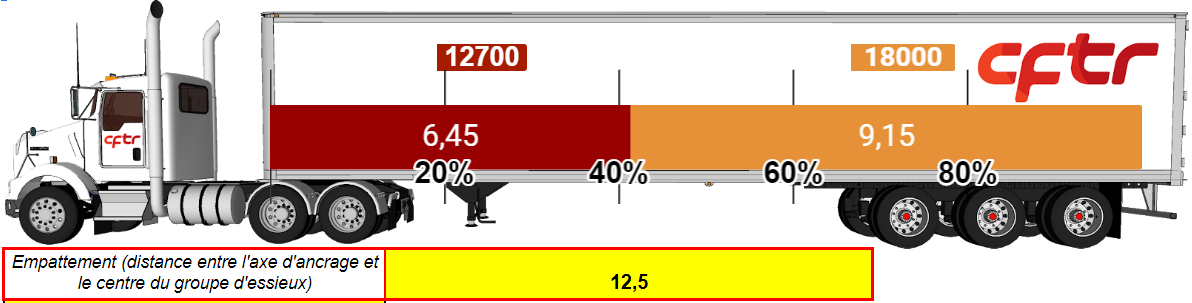 12700
18000
cftr
6,45
9,15
20%
40%
60%
80%
cftr
Empattement (distance entre l'axe d'ancrage et
le centre du groupe d'essieux)
12,5